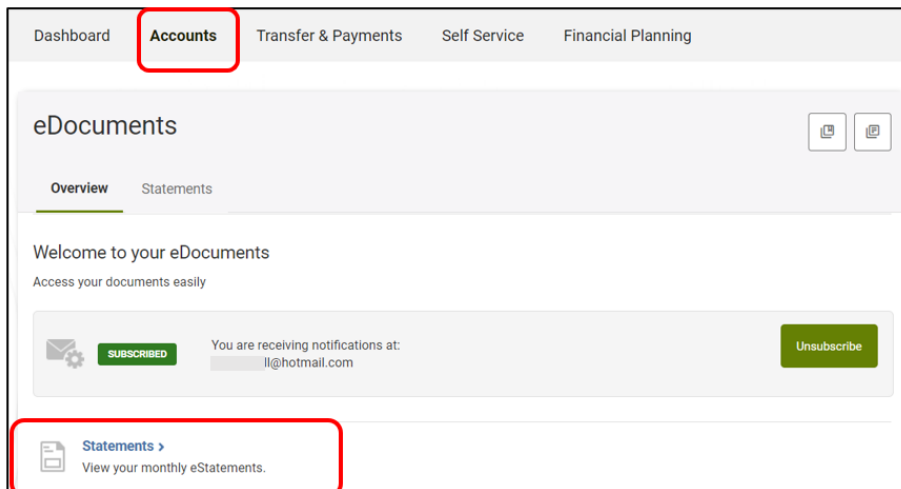 Dashboard Accounts Transfer & Payments Self Service Financial Planning
eDocuments
Overview Statements
Welcome to your eDocuments
Access your documents easily
SUBSCRIBED
You are receiving notifications at:
ll@hotmail.com
Unsubscribe
Statements >
View your monthly eStatements.